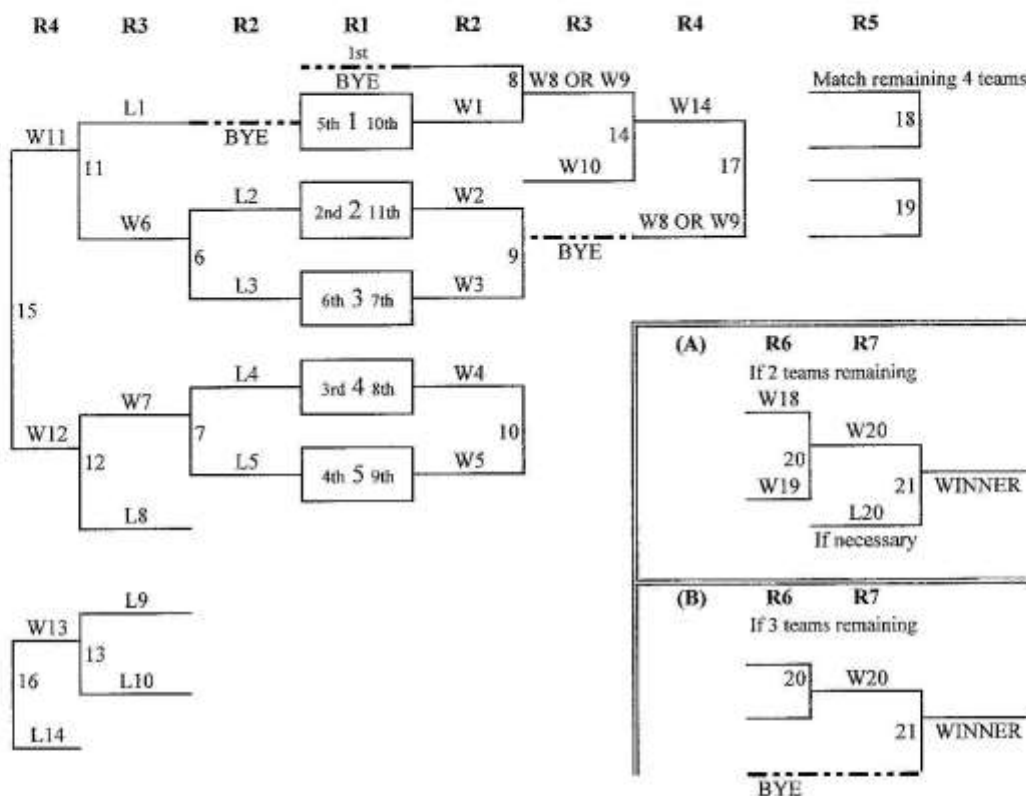 R4 R3 R2 R1 R2 R3 R4 R5
1st
BYE
8 W8 OR W9
Match remaining 4 teams
L1
W1
W14
BYE
5th 1 10th
18
W11
14
11
W10
17
L2
W2
19
2nd 2 11th
W6
W8 OR W9
BYE
6
9
L3
W3
6th 3 7th
15
(A) R6 R7
If 2 teams remaining
L4
W4
3rd 4 8th
W18
W7
W20
W12
7
10
12
20
L5
W5
4th 5 9th
W19
21
WINNER
L8
L20
If necessary
(B) R6 R7
If 3 teams remaining
L9
W13
13
20
W20
16
L10
21
WINNER
L14
BYE